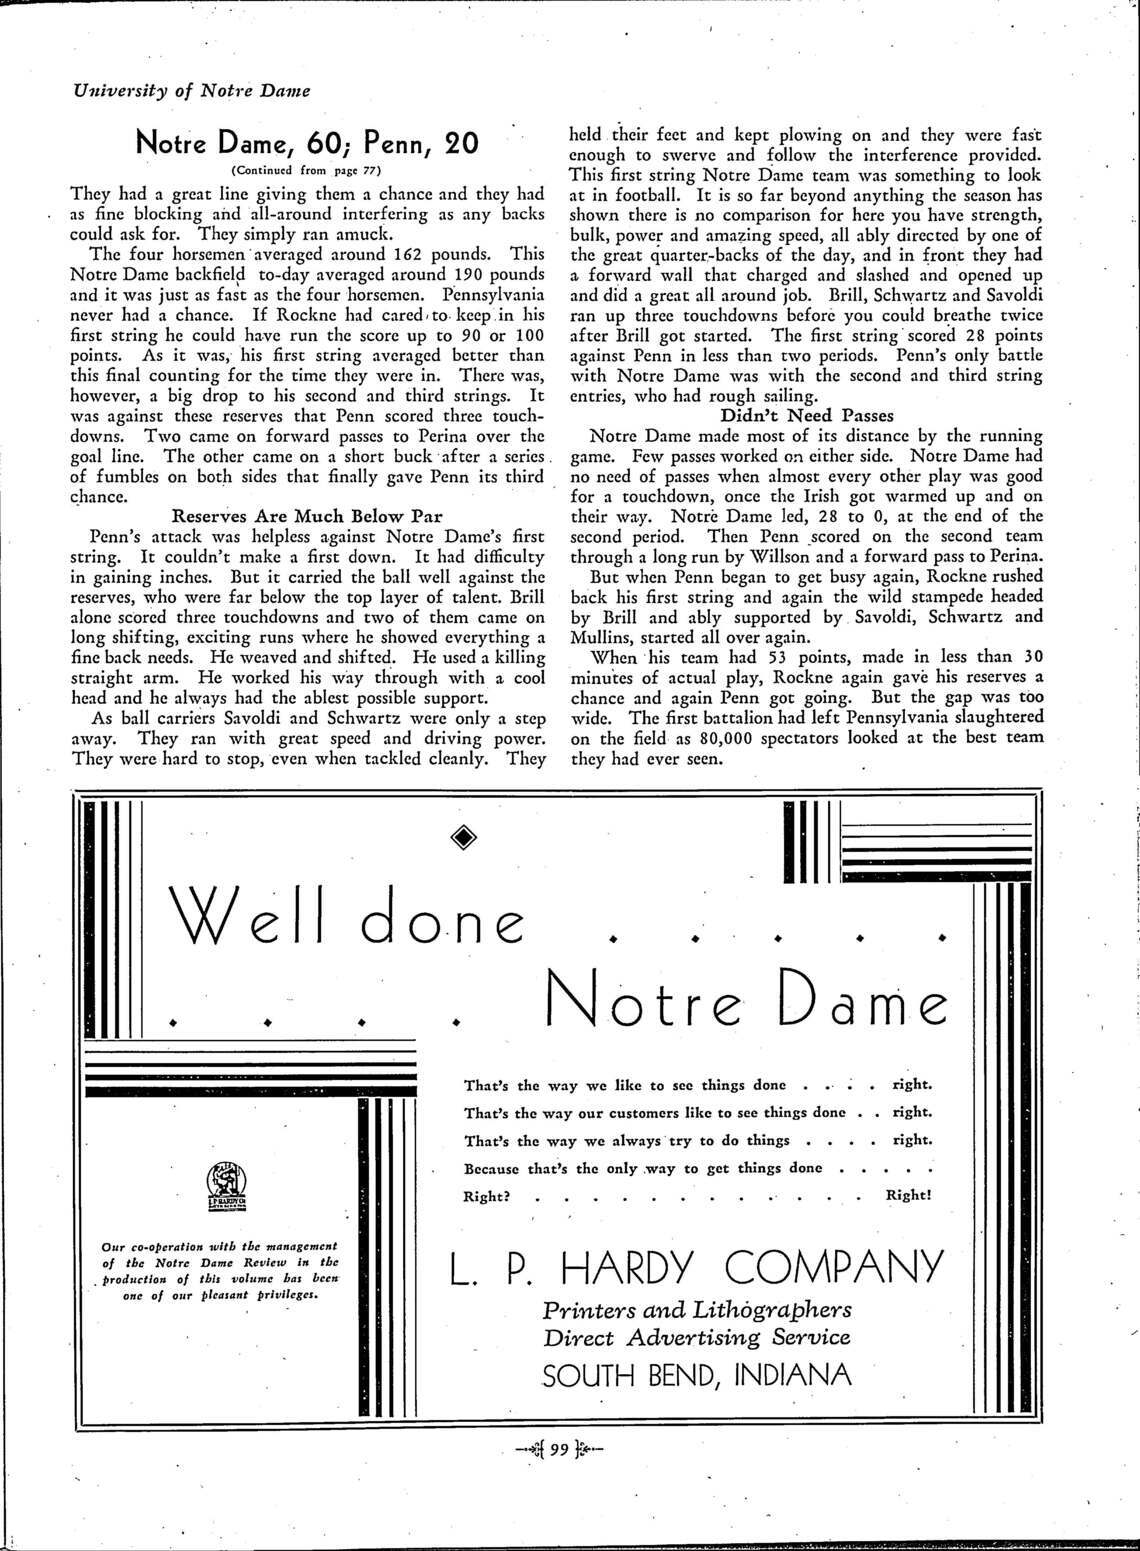 University of Notre Dame
Notre Dame, 60; Penn, 20
(Continued from page 77)
They had a great line giving them a chance and they had
as fine blocking and all-around interfering as any backs
could ask for. They simply ran amuck.
The four horsemen averaged around 162 pounds. This
Notre Dame backfield to-day averaged around 190 pounds
and it was just as fast as the four horsemen. Pennsylvania
never had a chance. If Rockne had cared to keep in his
first string he could have run the score up to 90 or 100
points. As it was, his first string averaged better than
this final counting for the time they were in. There was,
however, a big drop to his second and third strings. It
was against these reserves that Penn scored three touch-
downs. Two came on forward passes to Perina over the
goal line. The other came on a short buck after a series
of fumbles on both sides that finally gave Penn its third
chance.
Reserves Are Much Below Par
Penn's attack was helpless against Notre Dame's first
string. It couldn't make a first down. It had difficulty
in gaining inches. But it carried the ball well against the
reserves, who were far below the top layer of talent. Brill
alone scored three touchdowns and two of them came on
long shifting, exciting runs where he showed everything a
fine back needs. He weaved and shifted. He used a killing
straight arm. He worked his way through with a cool
head and he always had the ablest possible support.
As ball carriers Savoldi and Schwartz were only a step
away. They ran with great speed and driving power.
They were hard to stop, even when tackled cleanly. They
held their feet and kept plowing on and they were fast
enough to swerve and follow the interference provided.
This first string Notre Dame team was something to look
at in football. It is so far beyond anything the season has
shown there is no comparison for here you have strength,
bulk, power and amazing speed, all ably directed by one of
the great quarter-backs of the day, and in front they had
a forward wall that charged and slashed and opened up
and did a great all around job. Brill, Schwartz and Savoldi
ran up three touchdowns before you could breathe twice
after Brill got started. The first string scored 28 points
against Penn in less than two periods. Penn's only battle
with Notre Dame was with the second and third string
entries, who had rough sailing.
Didn't Need Passes
Notre Dame made most of its distance by the running
game. Few passes worked on either side. Notre Dame had
no need of passes when almost every other play was good
for a touchdown, once the Irish got warmed up and on
their way. Notre Dame led, 28 to 0, at the end of the
second period. Then Penn scored on the second team
through a long run by Willson and a forward pass to Perina.
But when Penn began to get busy again, Rockne rushed
back his first string and again the wild stampede headed
by Brill and ably supported by Savoldi, Schwartz and
Mullins, started all over again.
When his team had 53 points, made in less than 30
minutes of actual play, Rockne again gave his reserves a
chance and again Penn got going. But the gap was too
wide. The first battalion had left Pennsylvania slaughtered
on the field as 80,000 spectators looked at the best team
they had ever seen.
Well done . . . . .
. . . . Notre Dame
That's the way we like to see things done . . . . right.
That's the way our customers like to see things done . . right.
That's the way we always try to do things . . . . right.
Because that's the only way to get things done . . . . .
Right? . . . . . . . . . . . . . Right!
L P HARDY Co
Our co-operation with the management
of the Notre Dame Review in the
production of this volume has been
one of our pleasant privileges.
L. P. HARDY COMPANY
Printers and Lithographers
Direct Advertising Service
SOUTH BEND, INDIANA
99